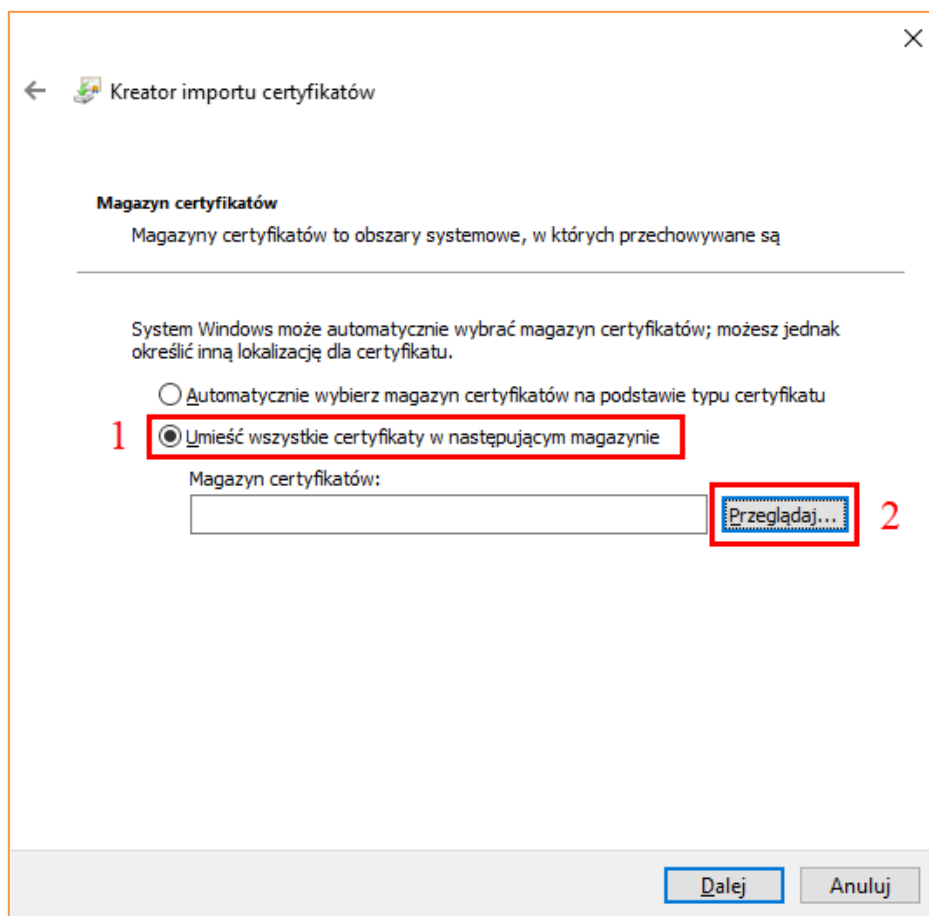 Kreator importu certyfikatów
Magazyn certyfikatów
Magazyny certyfikatów to obszary systemowe, w których przechowywane są
System Windows może automatycznie wybrać magazyn certyfikatów; możesz jednak
określić inną lokalizację dla certyfikatu.
Automatycznie wybierz magazyn certyfikatów na podstawie typu certyfikatu
1 Umieść wszystkie certyfikaty w następującym magazynie
Magazyn certyfikatów:
Przeglądaj... 2
Dalej Anuluj